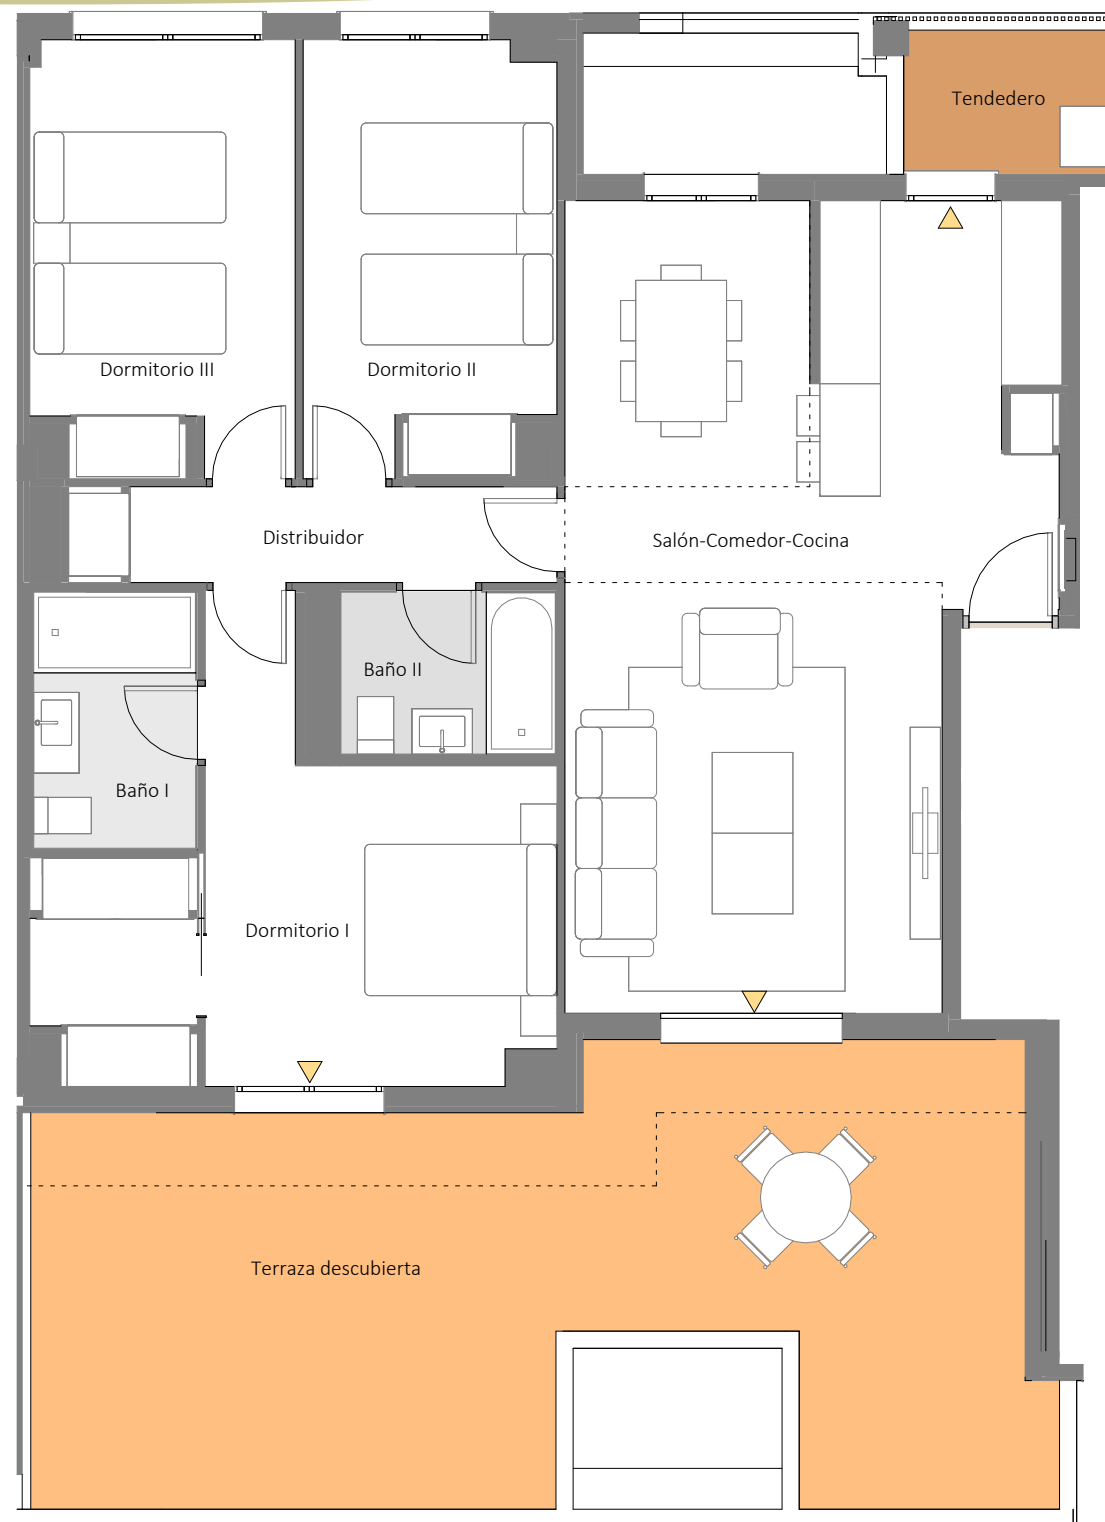 Tendedero
Dormitorio III
Dormitorio II
Distribuidor
Salón-Comedor-Cocina
Baño II
Baño I
Dormitorio I
Terraza descubierta